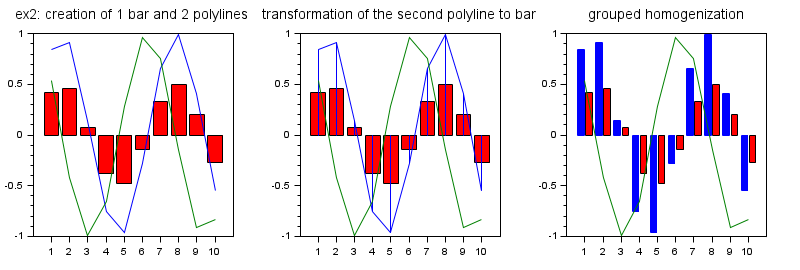 ex2: creation of 1 bar and 2 polylines
1
0.5
0
-0.5
-1
1 2 3 4 5 6 7 8 9 10
transformation of the second polyline to bar
1
0.5
0
-0.5
-1
1 2 3 4 5 6 7 8 9 10
grouped homogenization
1
0.5
0
-0.5
-1
1 2 3 4 5 6 7 8 9 10